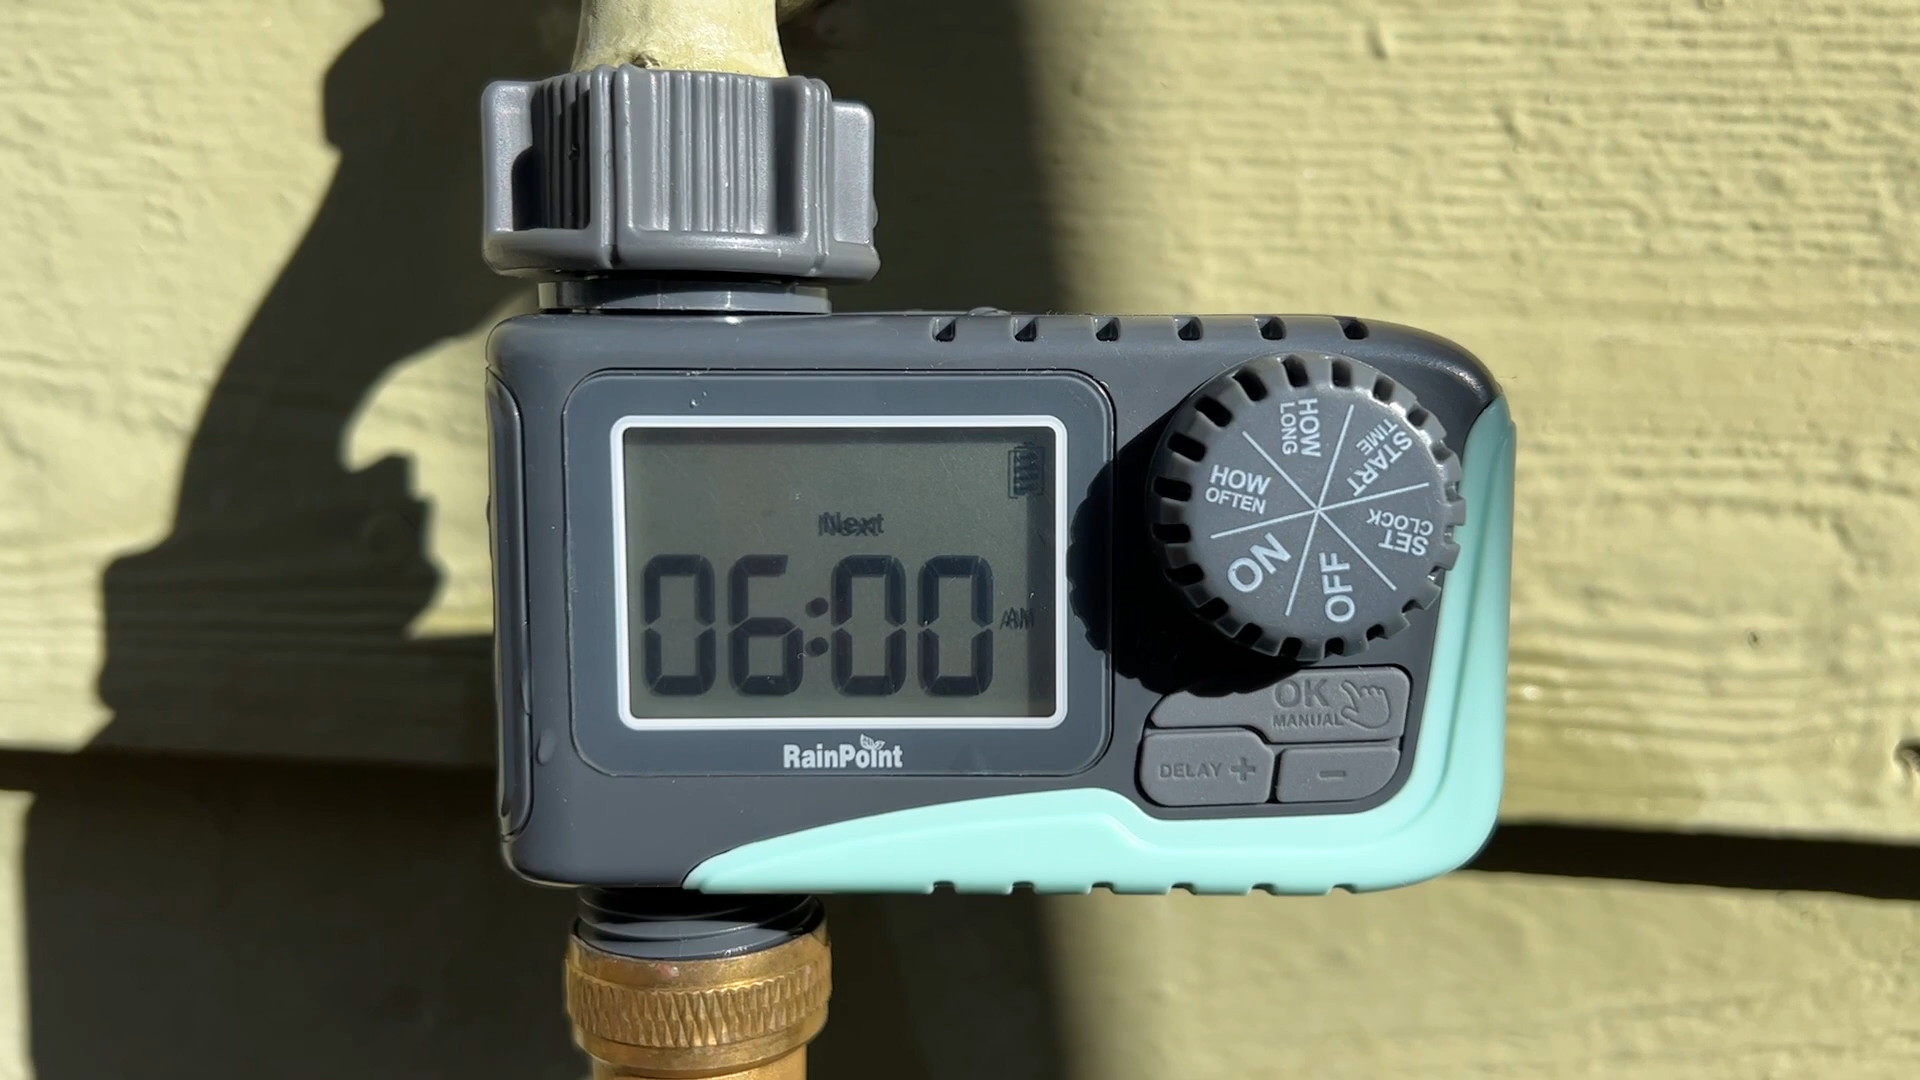 Next
06:00
AM
RainPoint
HOW
LONG
START
TIME
SET
CLOCK
OFF
ON
HOW
OFTEN
OK
MANUAL
DELAY +
-